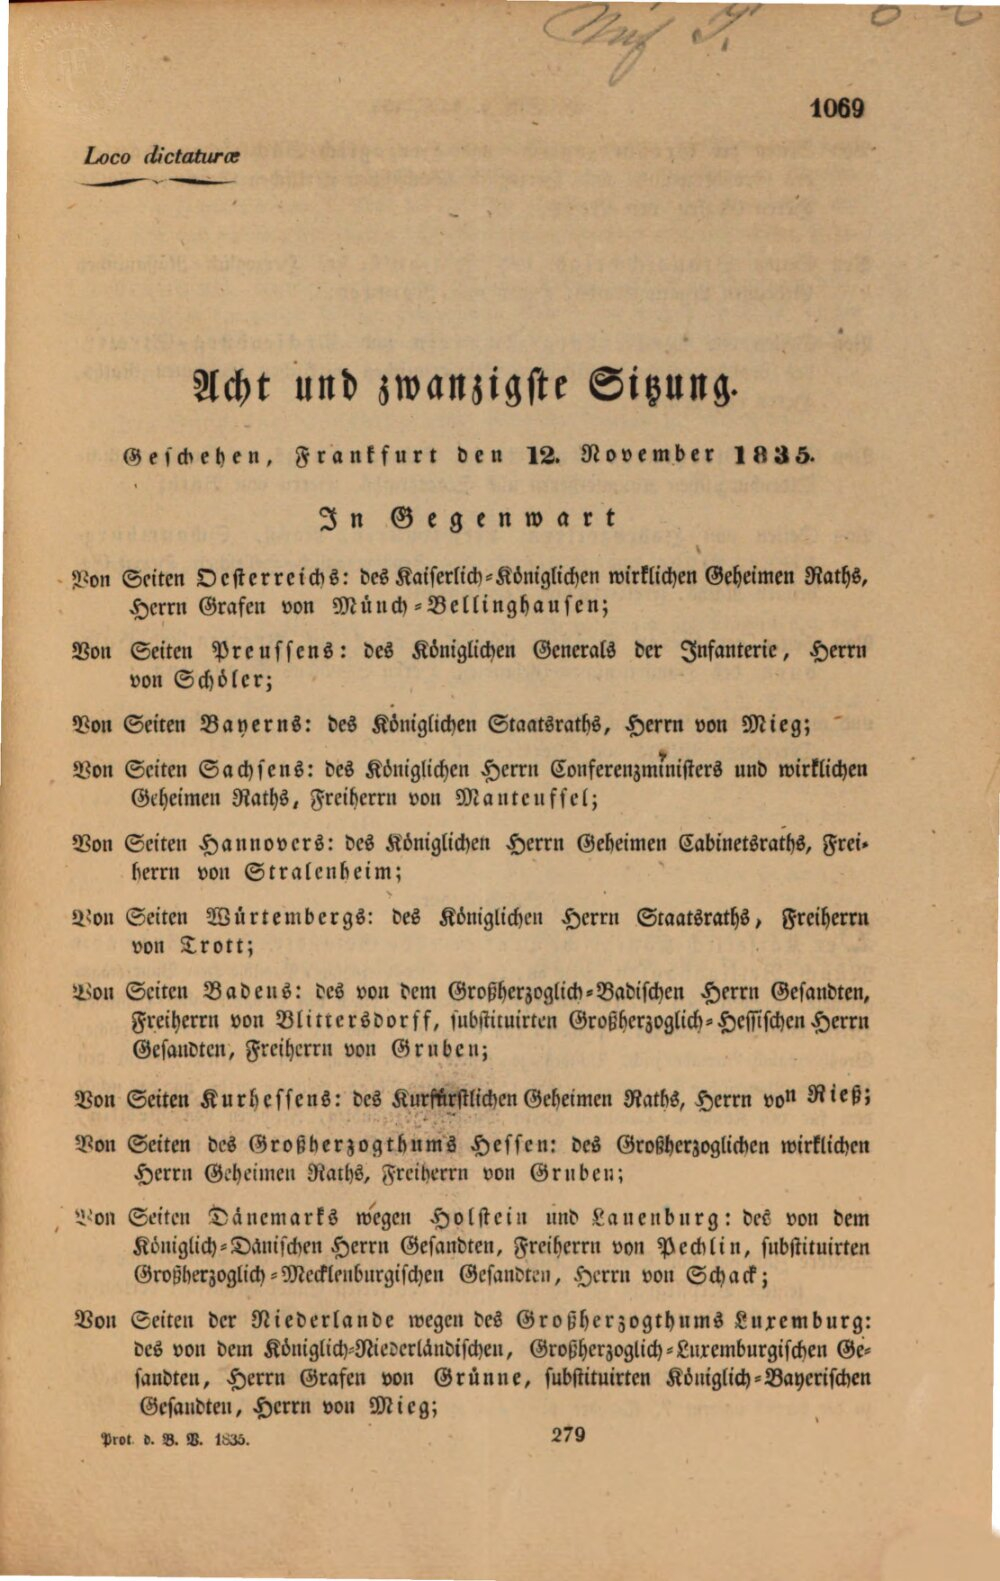 1069
Loco dictaturæ
Acht und zwanzigste Sitzung.
Geschehen, Frankfurt den 12. November 1835.
In Gegenwart
Von Seiten Oesterreichs: des Kaiserlich-Königlichen wirklichen Geheimen Raths,
Herrn Grafen von Münch-Bellinghausen;
Von Seiten Preussens: des Königlichen Generals der Infanterie, Herrn
von Schöler;
Von Seiten Bayerns: des Königlichen Staatsraths, Herrn von Mieg;
Von Seiten Sachsens: des Königlichen Herrn Conferenzministers und wirklichen
Geheimen Raths, Freiherrn von Manteuffel;
Von Seiten Hannovers: des Königlichen Herrn Geheimen Cabinetsraths, Frei-
herrn von Stralenheim;
Von Seiten Würtembergs: des Königlichen Herrn Staatsraths, Freiherrn
von Trott;
Von Seiten Badens: des von dem Großherzoglich-Badischen Herrn Gesandten,
Freiherrn von Blittersdorff, substituirten Großherzoglich-Hessischen Herrn
Gesandten, Freiherrn von Gruben;
Von Seiten Kurhessens: des Kurfürstlichen Geheimen Raths, Herrn von Rieß;
Von Seiten des Großherzogthums Hessen: des Großherzoglichen wirklichen
Herrn Geheimen Raths, Freiherrn von Gruben;
Von Seiten Dänemarks wegen Holstein und Lauenburg: des von dem
Königlich-Dänischen Herrn Gesandten, Freiherrn von Pechlin, substituirten
Großherzoglich-Mecklenburgischen Gesandten, Herrn von Schack;
Von Seiten der Niederlande wegen des Großherzogthums Luxemburg:
des von dem Königlich-Niederländischen, Großherzoglich-Luxemburgischen Ge-
sandten, Herrn Grafen von Grünne, substituirten Königlich-Bayerischen
Gesandten, Herrn von Mieg;
Prot. d. B. V. 1835.
279